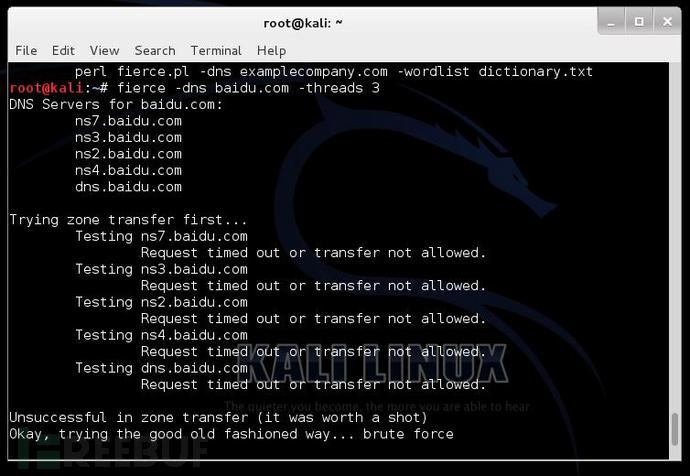 root@kali: ~
File Edit View Search Terminal Help
perl fierce.pl -dns examplecompany.com -wordlist dictionary.txt
root@kali:~# fierce -dns baidu.com -threads 3
DNS Servers for baidu.com:
ns7.baidu.com
ns3.baidu.com
ns2.baidu.com
ns4.baidu.com
dns.baidu.com
Trying zone transfer first...
Testing ns7.baidu.com
Request timed out or transfer not allowed.
Testing ns3.baidu.com
Request timed out or transfer not allowed.
Testing ns2.baidu.com
Request timed out or transfer not allowed.
Testing ns4.baidu.com
Request timed out or transfer not allowed.
Testing dns.baidu.com
Request timed out or transfer not allowed.
KALI LINUX
The quieter you become, the more you are able to hear
Unsuccessful in zone transfer (it was worth a shot)
Okay, trying the good old fashioned way... brute force
FREEBUF